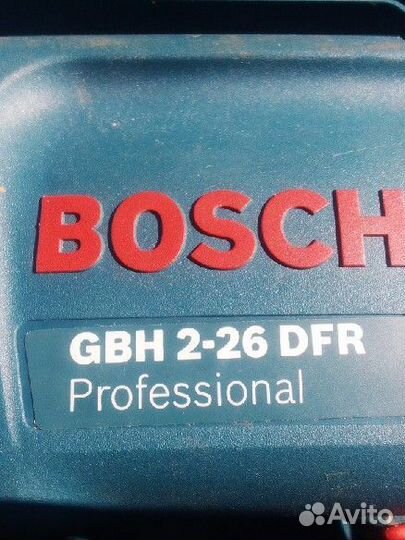 BOSCH
GBH 2-26 DFR
Professional
Avito